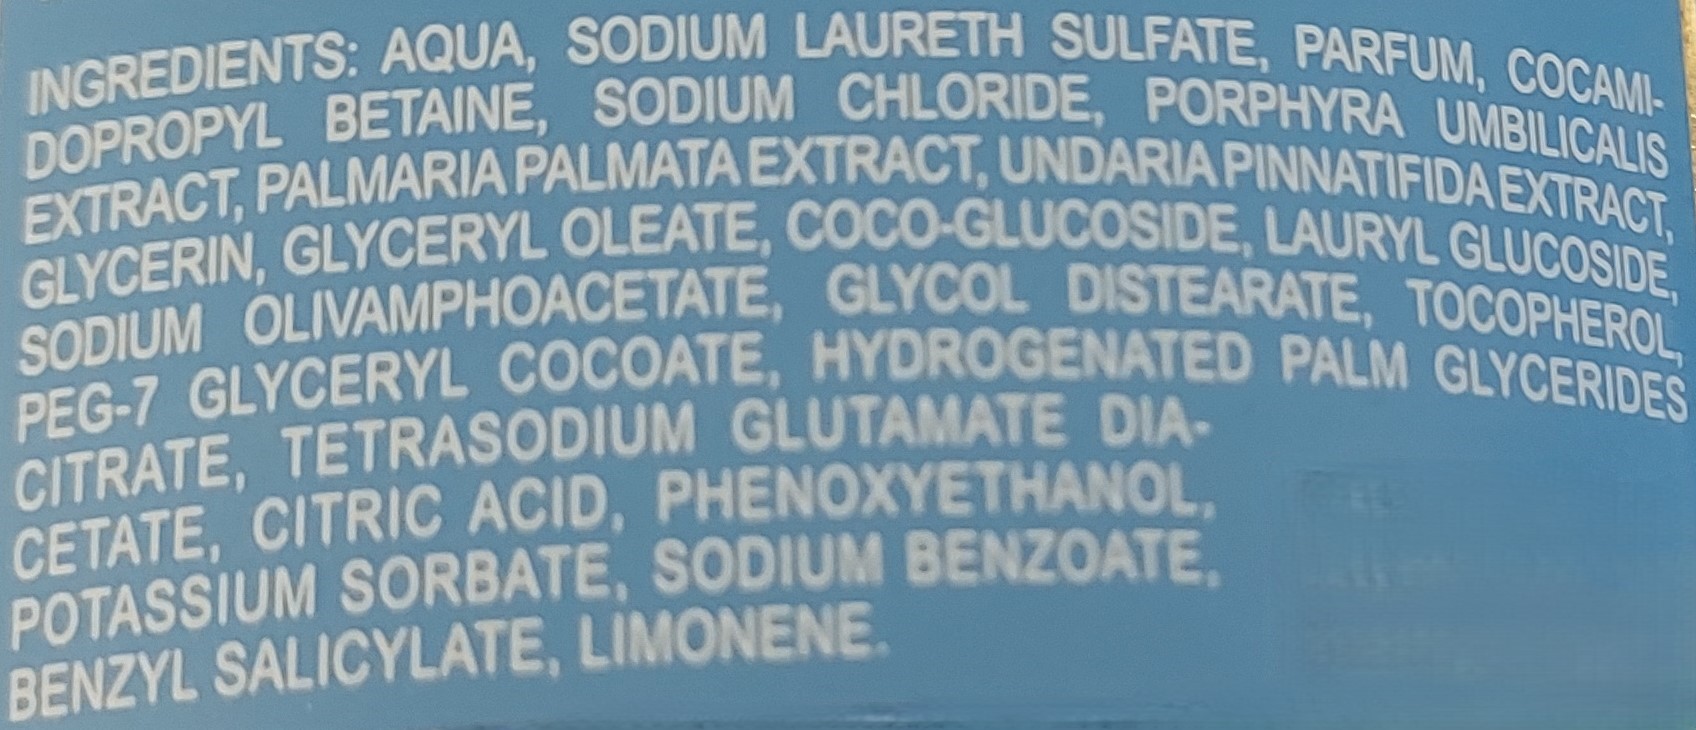 INGREDIENTS: AQUA, SODIUM LAURETH SULFATE, PARFUM, COCAMI-
DOPROPYL BETAINE, SODIUM CHLORIDE, PORPHYRA UMBILICALIS
EXTRACT, PALMARIA PALMATA EXTRACT, UNDARIA PINNATIFIDA EXTRACT,
GLYCERIN, GLYCERYL OLEATE, COCO-GLUCOSIDE, LAURYL GLUCOSIDE,
SODIUM OLIVAMPHOACETATE, GLYCOL DISTEARATE, TOCOPHEROL,
PEG-7 GLYCERYL COCOATE, HYDROGENATED PALM GLYCERIDES
CITRATE, TETRASODIUM GLUTAMATE DIA-
CETATE, CITRIC ACID, PHENOXYETHANOL,
POTASSIUM SORBATE, SODIUM BENZOATE,
BENZYL SALICYLATE, LIMONENE.